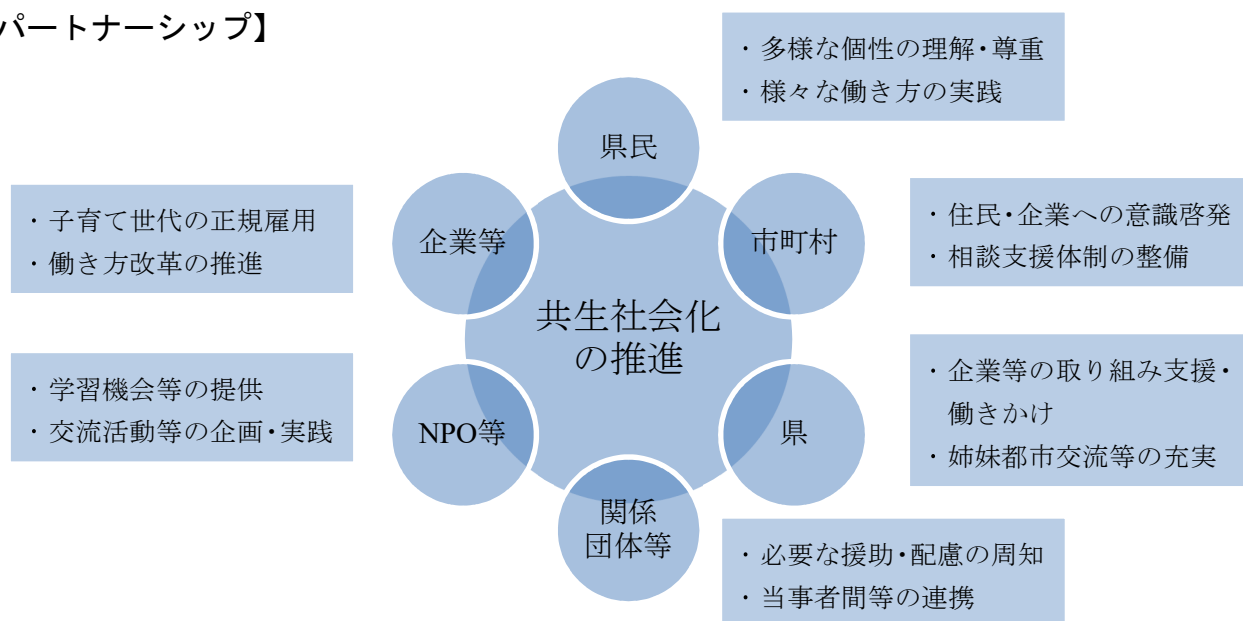 パートナーシップ】
・多様な個性の理解・尊重
・様々な働き方の実践
県民
・子育て世代の正規雇用
・働き方改革の推進
企業等
市町村
・住民・企業への意識啓発
・相談支援体制の整備
共生社会化
の推進
・学習機会等の提供
・交流活動等の企画・実践
NPO等
県
・企業等の取り組み支援・
働きかけ
・姉妹都市交流等の充実
関係
団体等
・必要な援助・配慮の周知
・当事者間等の連携